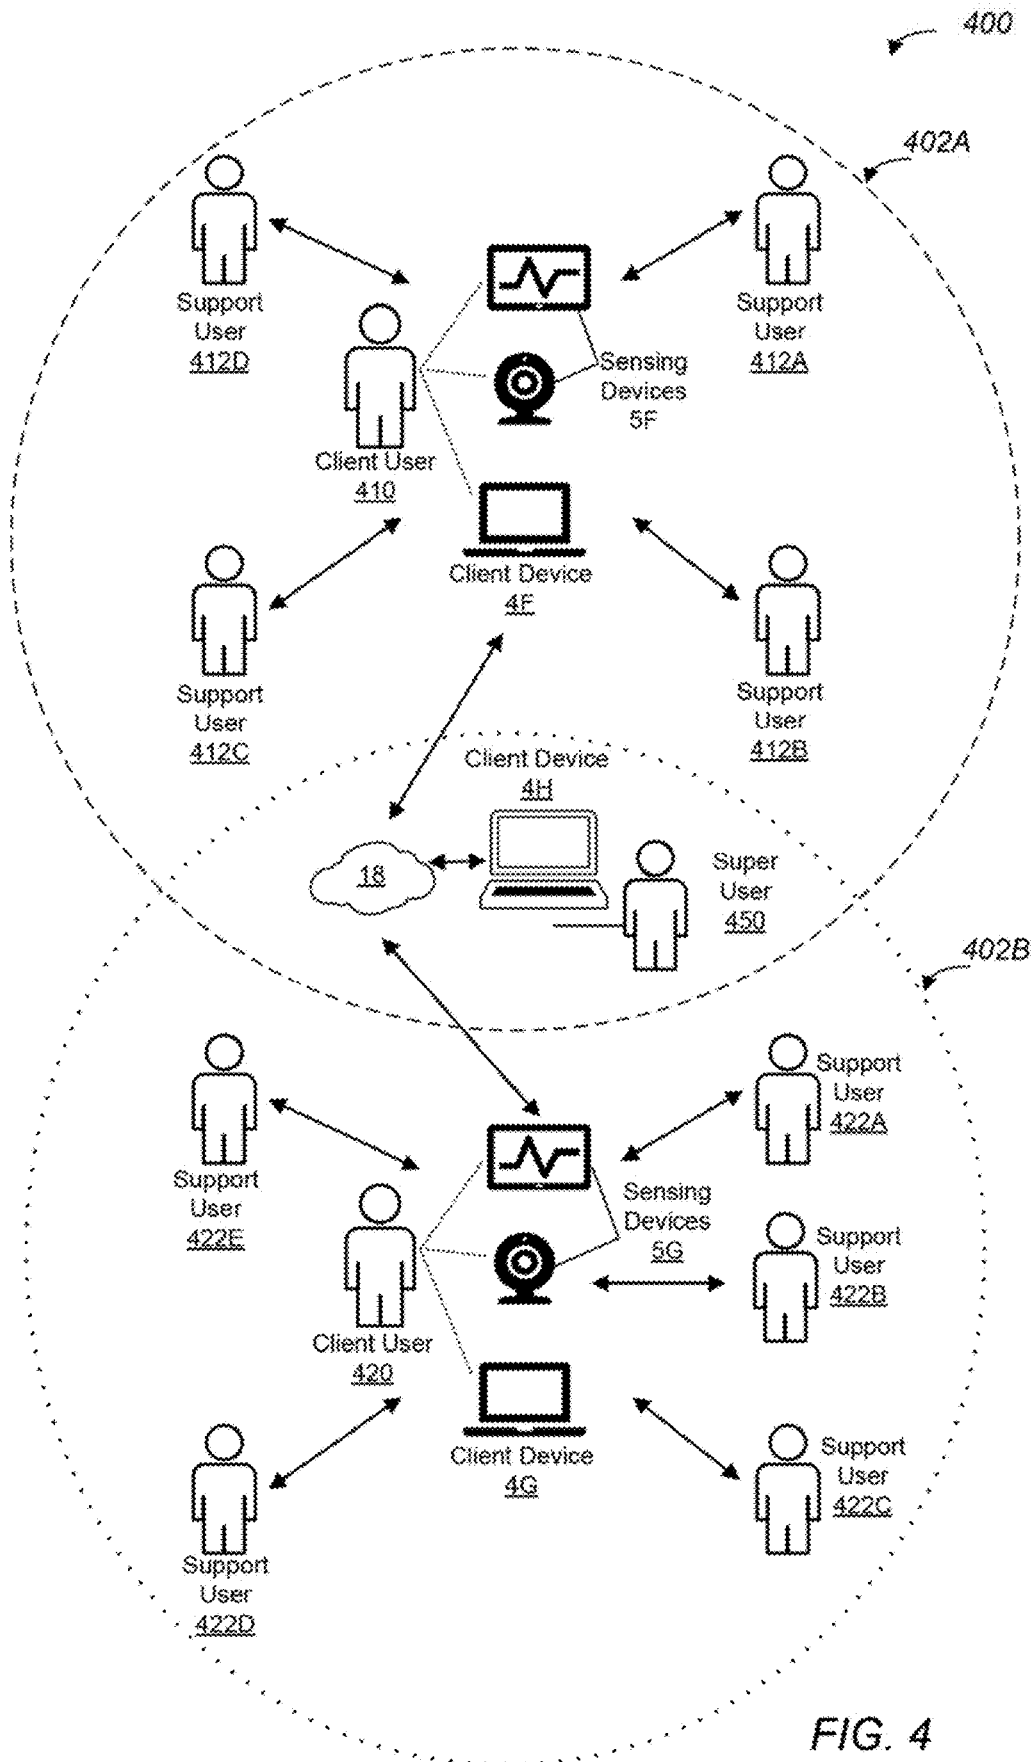 400
402A
Support
User
412D
Support
User
412A
Sensing
Devices
5F
Client User
410
Client Device
4F
Support
User
412C
Support
User
412B
Client Device
4H
18
Super
User
450
402B
Support
User
422E
Support
User
422A
Sensing
Devices
5G
Support
User
422B
Client User
420
Client Device
4G
Support
User
422C
Support
User
422D
FIG. 4